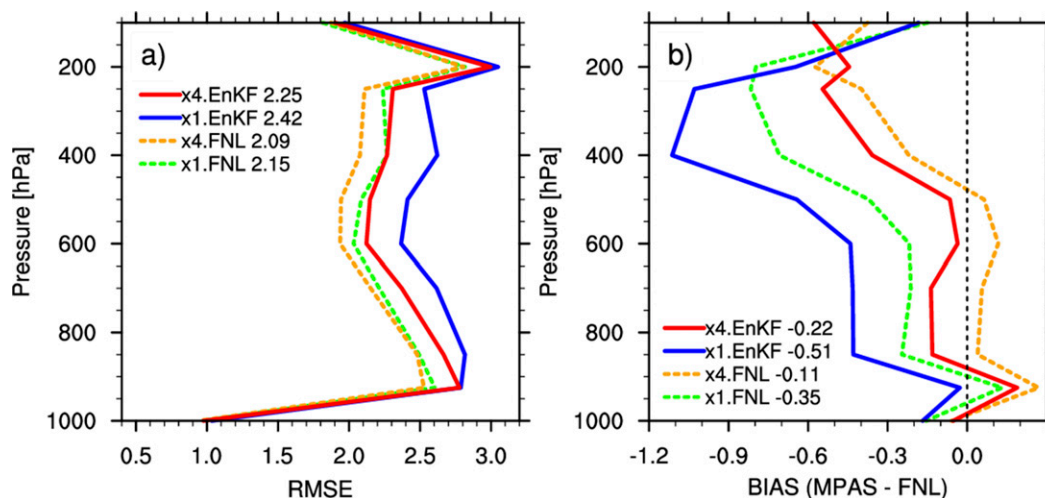 a)
x4.EnKF 2.25
x1.EnKF 2.42
x4.FNL 2.09
x1.FNL 2.15
Pressure [hPa]
200
400
600
800
1000
0.5 1.0 1.5 2.0 2.5 3.0
RMSE
b)
x4.EnKF -0.22
x1.EnKF -0.51
x4.FNL -0.11
x1.FNL -0.35
Pressure [hPa]
200
400
600
800
1000
-1.2 -0.9 -0.6 -0.3 0.0
BIAS (MPAS - FNL)